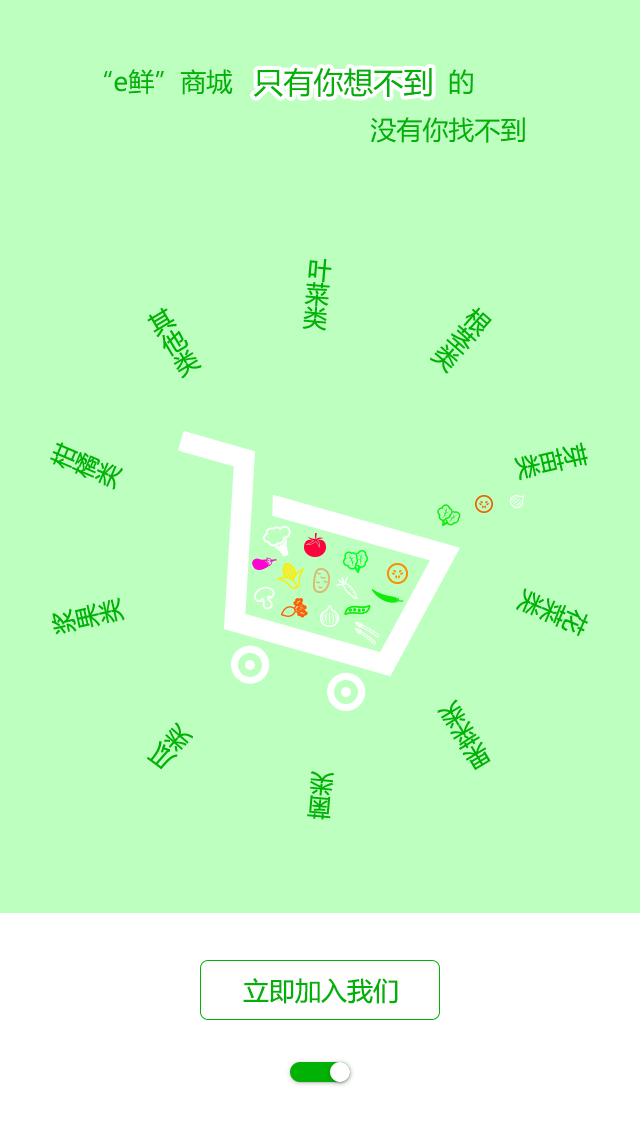 “e鲜”商城 只有你想不到 的
没有你找不到
叶菜类
根茎类
芽苗类
花菜类
果菜类
菌类
瓜类
浆果类
柑橘类
其他类
立即加入我们